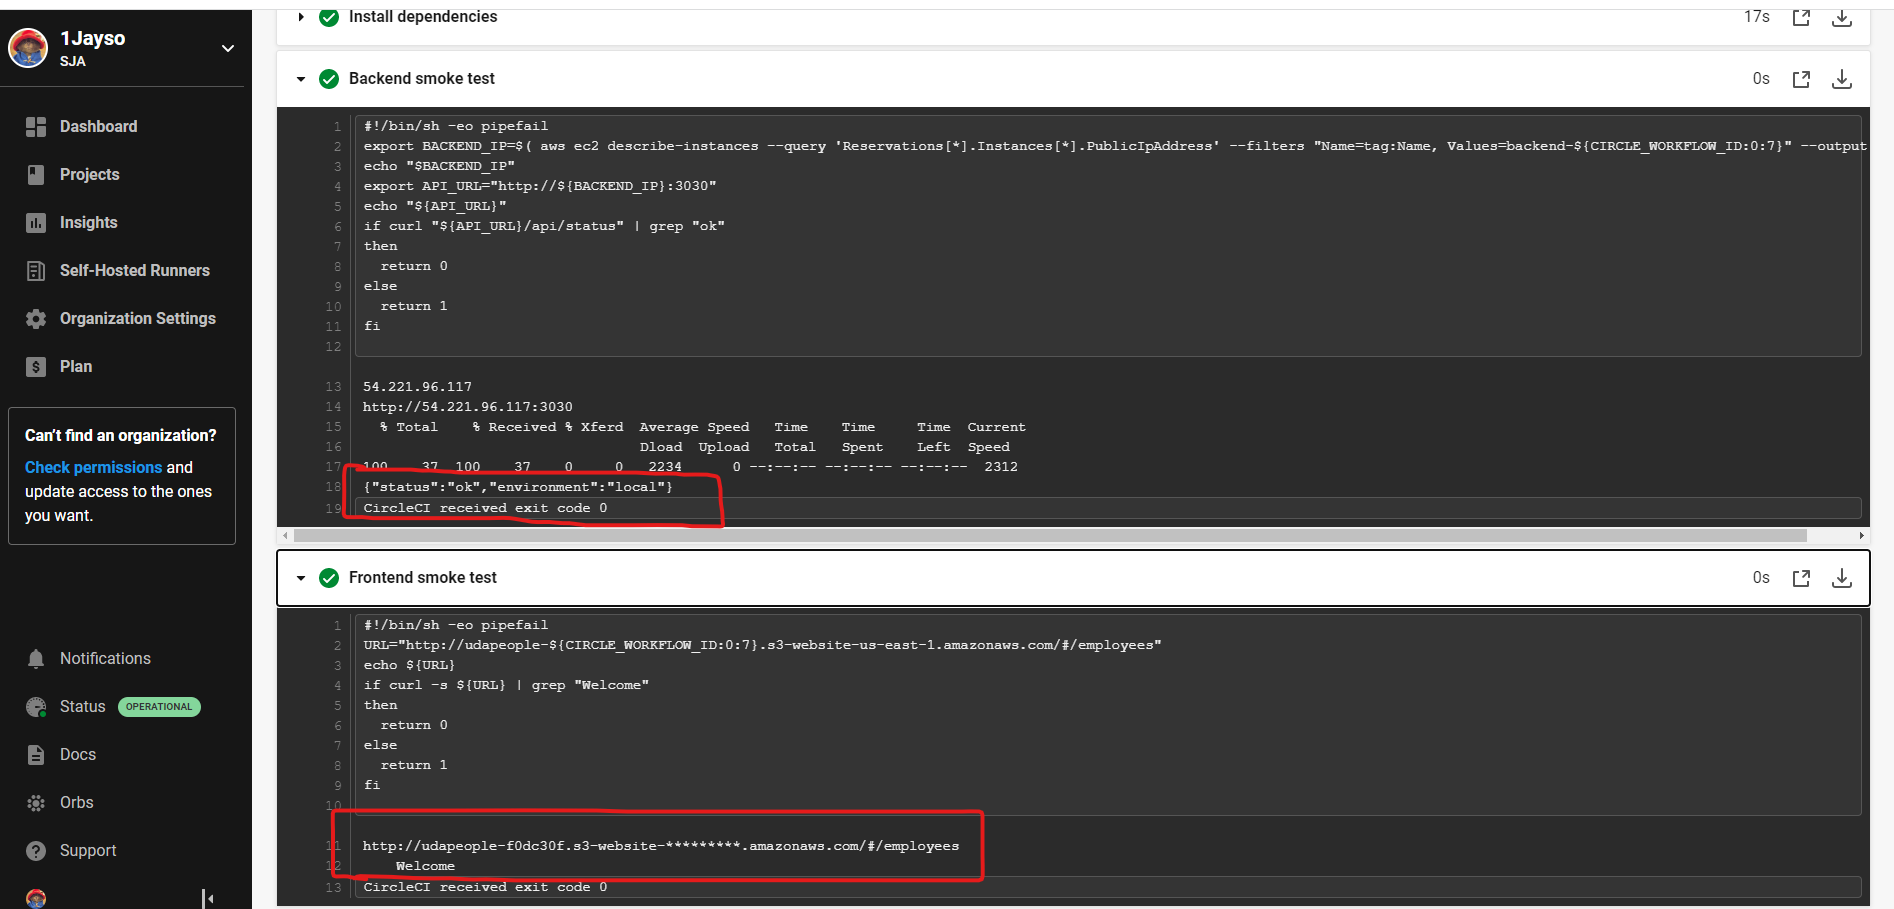 1Jayso
SJA
Dashboard
Projects
Insights
Self-Hosted Runners
Organization Settings
Plan
Can't find an organization?
Check permissions and
update access to the ones
you want.
Notifications
Status OPERATIONAL
Docs
Orbs
Support
Install dependencies 17s
Backend smoke test 0s
1 #!/bin/sh -eo pipefail
2 export BACKEND_IP=$( aws ec2 describe-instances --query 'Reservations[*].Instances[*].PublicIpAddress' --filters "Name=tag:Name, Values=backend-${CIRCLE_WORKFLOW_ID:0:7}" --output
3 echo "$BACKEND_IP"
4 export API_URL="http://${BACKEND_IP}:3030"
5 echo "${API_URL}"
6 if curl "${API_URL}/api/status" | grep "ok"
7 then
8 return 0
9 else
10 return 1
11 fi
12
13 54.221.96.117
14 http://54.221.96.117:3030
15 % Total % Received % Xferd Average Speed Time Time Time Current
16 Dload Upload Total Spent Left Speed
17 100 37 100 37 0 0 2234 0 --:--:-- --:--:-- --:--:-- 2312
18 {"status":"ok","environment":"local"}
19 CircleCI received exit code 0
Frontend smoke test 0s
1 #!/bin/sh -eo pipefail
2 URL="http://udapeople-${CIRCLE_WORKFLOW_ID:0:7}.s3-website-us-east-1.amazonaws.com/#/employees"
3 echo ${URL}
4 if curl -s ${URL} | grep "Welcome"
5 then
6 return 0
7 else
8 return 1
9 fi
10
11 http://udapeople-f0dc30f.s3-website-*********.amazonaws.com/#/employees
12 Welcome
13 CircleCI received exit code 0